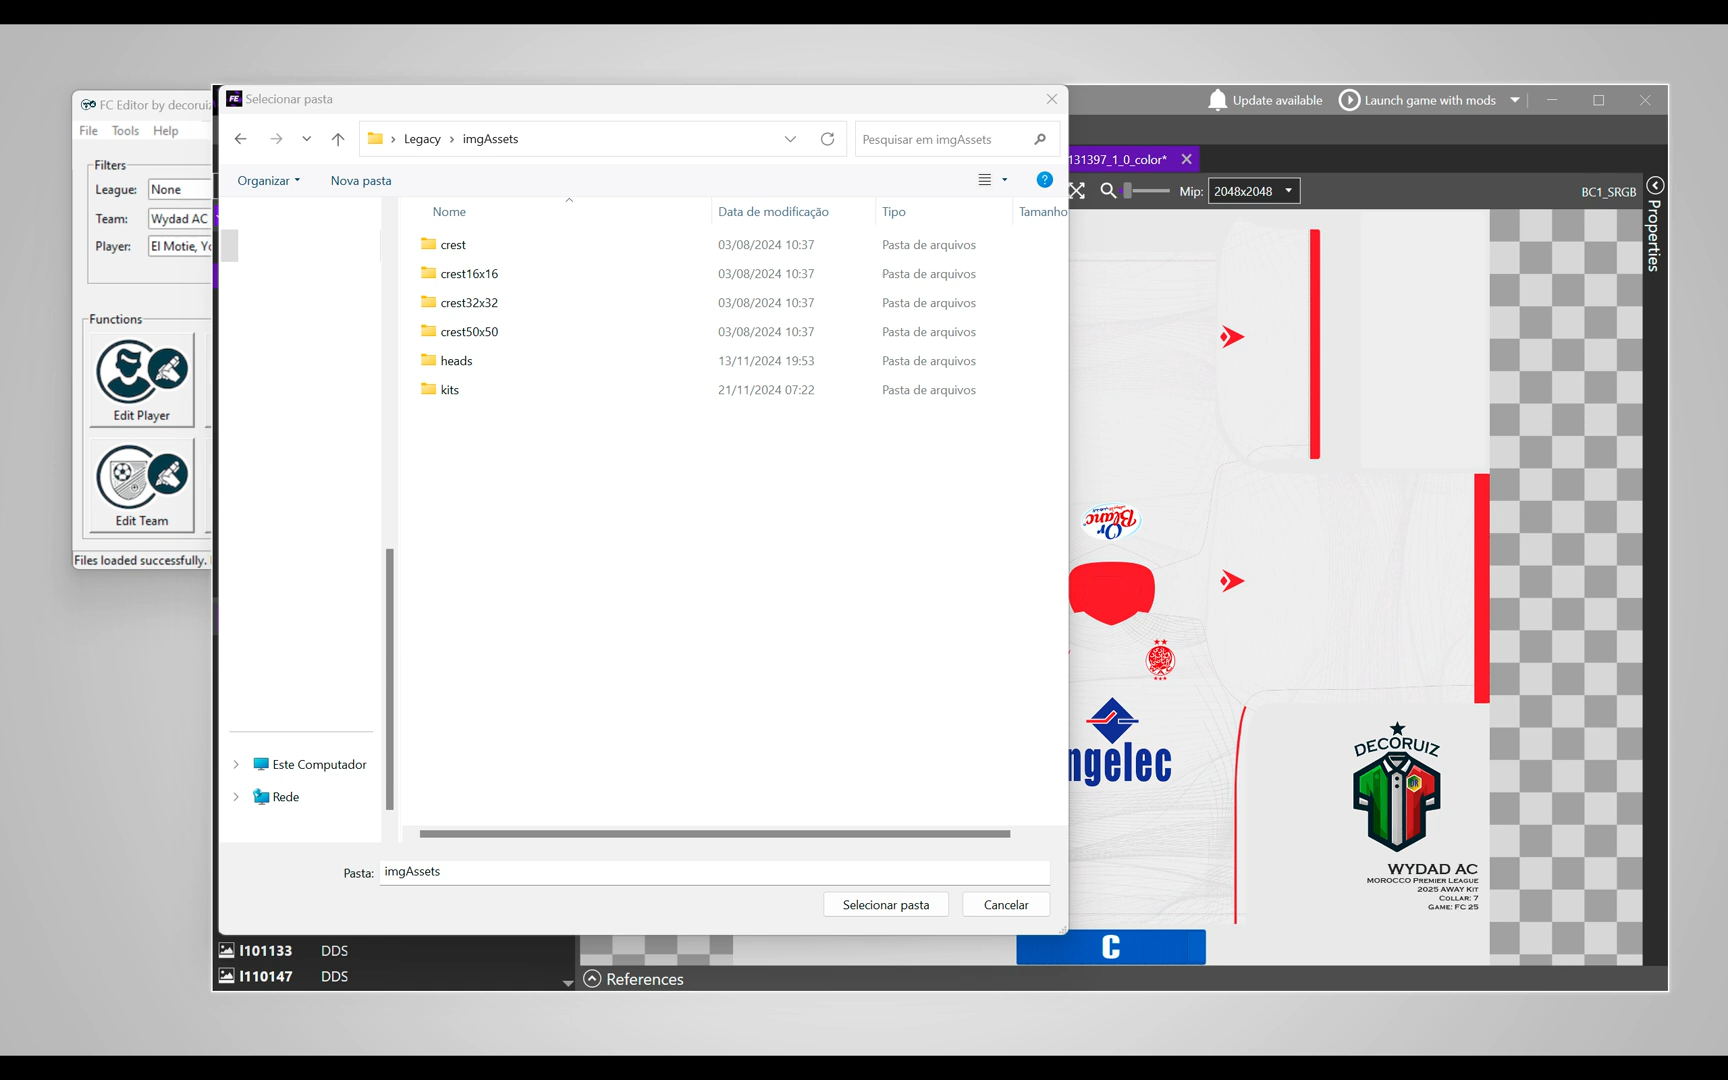 FC Editor by decoruiz
File Tools Help
Filters
League: None
Team: Wydad AC
Player: El Motie, Yo
Functions
Edit Player
Edit Team
Files loaded successfully.
FE
Selecionar pasta
Legacy
imgAssets
Pesquisar em imgAssets
Organizar
Nova pasta
?
Nome Data de modificação Tipo Tamanho
crest 03/08/2024 10:37 Pasta de arquivos
crest16x16 03/08/2024 10:37 Pasta de arquivos
crest32x32 03/08/2024 10:37 Pasta de arquivos
crest50x50 03/08/2024 10:37 Pasta de arquivos
heads 13/11/2024 19:53 Pasta de arquivos
kits 21/11/2024 07:22 Pasta de arquivos
Este Computador
Rede
Pasta: imgAssets
Selecionar pasta
Cancelar
Update available
Launch game with mods
131397_1_0_color*
Mip: 2048x2048
BC1_SRGB
Properties
Or
Blanc
ngelec
DECORUIZ
WYDAD AC
MOROCCO PREMIER LEAGUE
2025 AWAY KIT
COLLAR: 7
GAME: FC 25
C
l101133 DDS
l110147 DDS
References